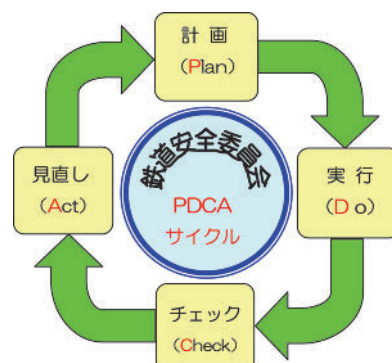 計 画
(Plan)
鉄道安全委員会
PDCA
サイクル
見直し
(Act)
実 行
(D o)
チェック
(Check)